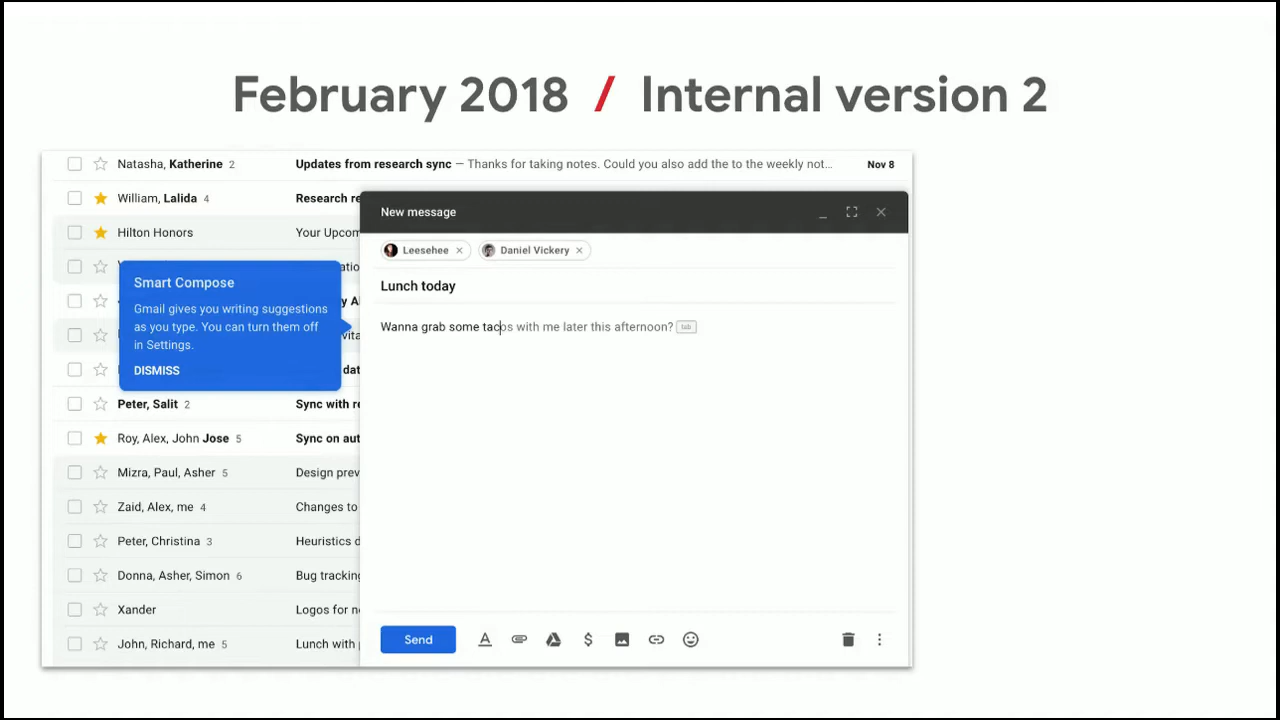 February 2018 / Internal version 2
Natasha, Katherine 2 Updates from research sync — Thanks for taking notes. Could you also add the to the weekly not... Nov 8
William, Lalida 4 Research re
New message
Hilton Honors Your Upcom
Leesehee Daniel Vickery
Lunch today
Smart Compose
Gmail gives you writing suggestions
as you type. You can turn them off
in Settings.
DISMISS
Wanna grab some tacos with me later this afternoon? tab
Peter, Salit 2 Sync with re
Roy, Alex, John Jose 5 Sync on aut
Mizra, Paul, Asher 5 Design prev
Zaid, Alex, me 4 Changes to
Peter, Christina 3 Heuristics d
Donna, Asher, Simon 6 Bug tracking
Xander Logos for ne
John, Richard, me 5 Lunch with
Send